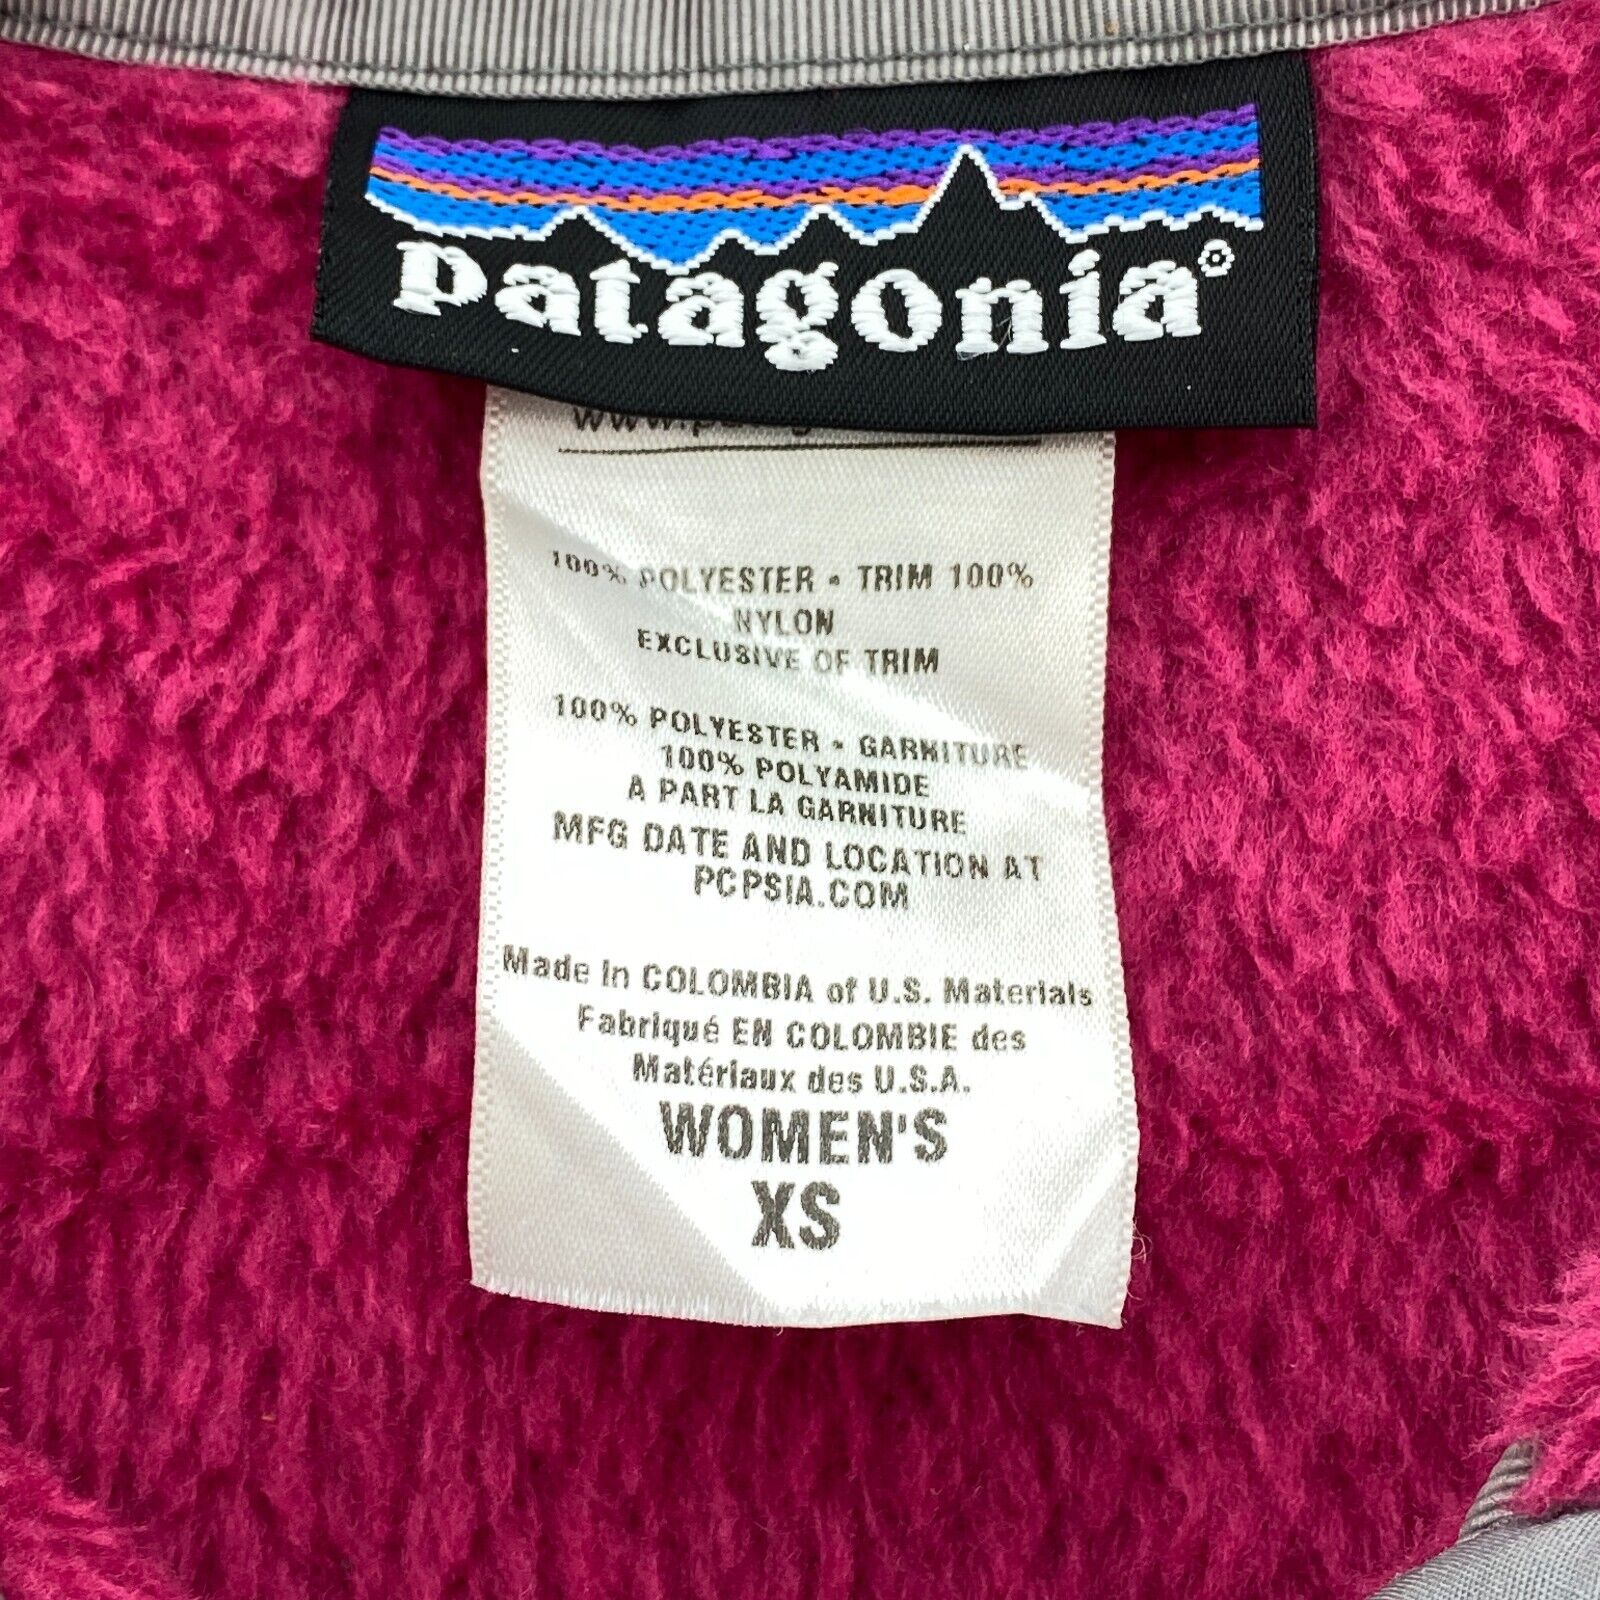 patagonia®
100% POLYESTER • TRIM 100%
NYLON
EXCLUSIVE OF TRIM
100% POLYESTER • GARNITURE
100% POLYAMIDE
A PART LA GARNITURE
MFG DATE AND LOCATION AT
PCPSIA.COM
Made In COLOMBIA of U.S. Materials
Fabriqué EN COLOMBIE des
Matériaux des U.S.A.
WOMEN'S
XS